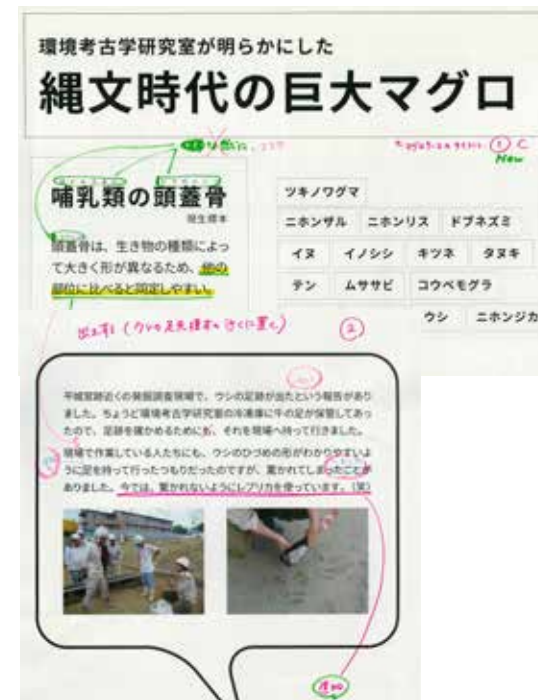 環境考古学研究室が明らかにした
縄文時代の巨大マグロ
哺乳類の頭蓋骨
現生標本
頭蓋骨は、生き物の種類によっ
て大きく形が異なるため、他の
部位に比べると同定しやすい。
ツキノワグマ
ニホンザル ニホンリス ドブネズミ
イヌ イノシシ キツネ タヌキ
テン ムササビ コウベモグラ
ウシ ニホンジカ
① C
New
②
平城宮跡近くの発掘調査現場で、ウシの足跡が出たという報告があり
ました。ちょうど環境考古学研究室の冷凍庫に牛の足が保管してあっ
たので、足跡を確かめるためにも、それを現場へ持って行きました。
現場で作業している人たちにも、ウシのひづめの形がわかりやすいよ
うに足を持って行ったつもりだったのですが、驚かれてしまったことが
ありました。今では、驚かれないようにレプリカを使っています。（笑）
追加